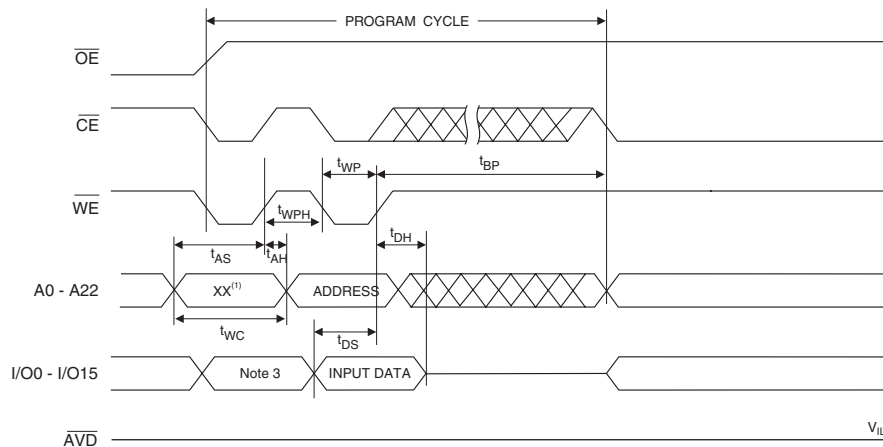 PROGRAM CYCLE
OE
CE
tWP
tBP
WE
tWPH
tDH
tAS
tAH
A0 - A22
XX(1)
ADDRESS
tWC
tDS
I/O0 - I/O15
Note 3
INPUT DATA
AVD
VIL